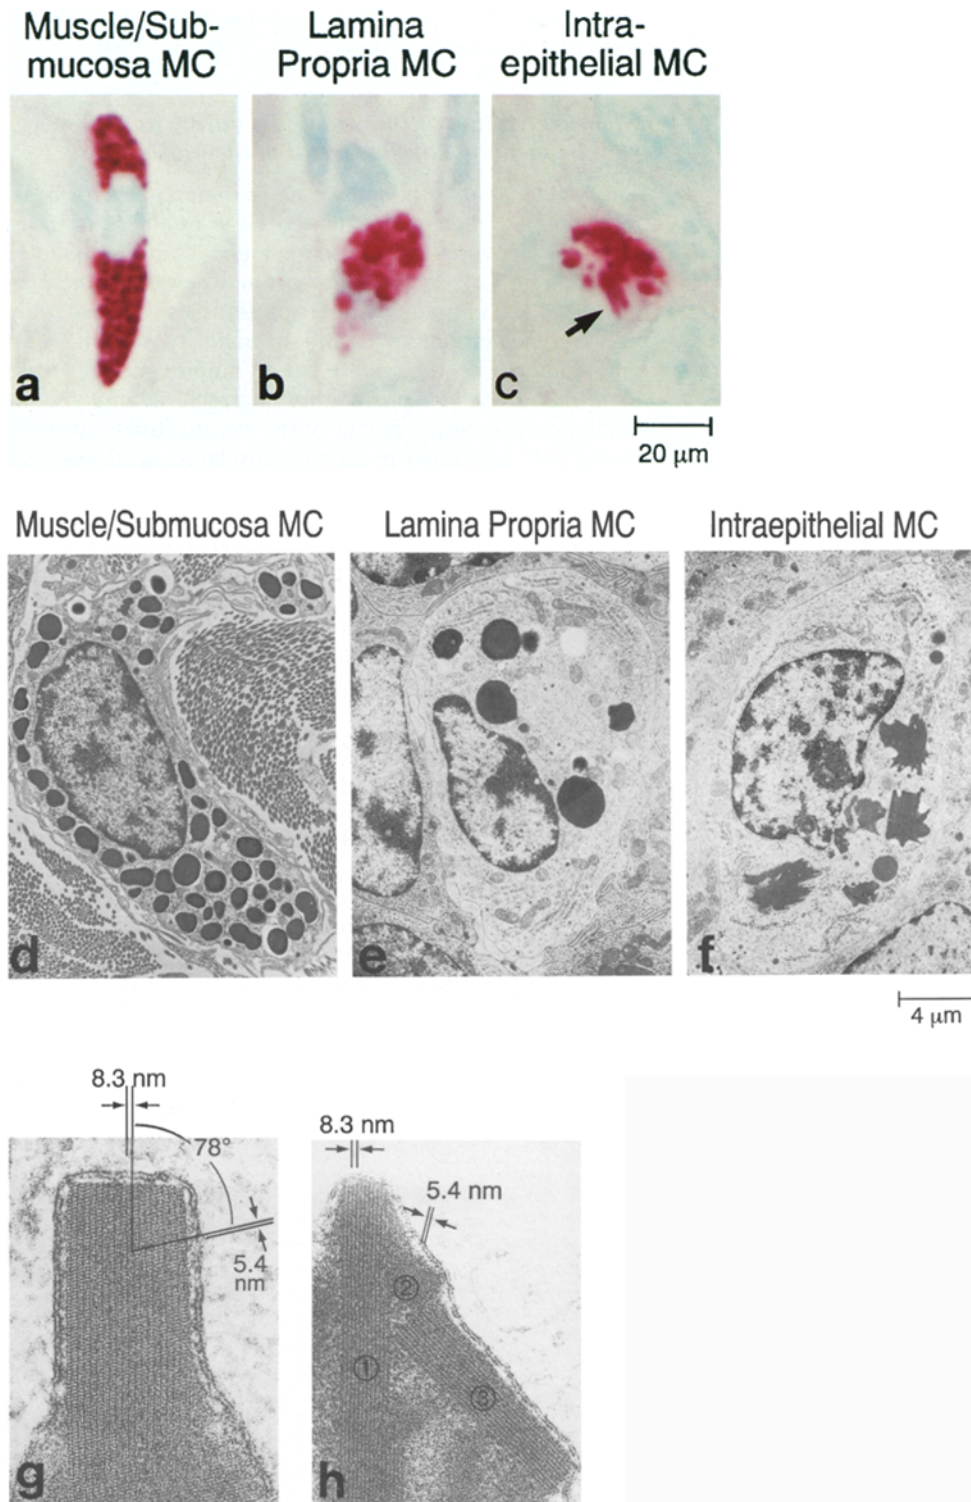 Muscle/Sub-
mucosa MC
Lamina
Propria MC
Intra-
epithelial MC
a
b
c
20 μm
Muscle/Submucosa MC
Lamina Propria MC
Intraepithelial MC
d
e
f
4 μm
8.3 nm
78°
5.4
nm
g
8.3 nm
5.4 nm
②
①
③
h